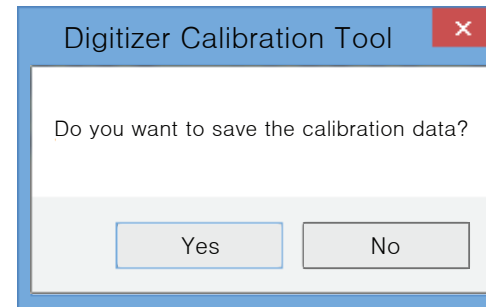 Digitizer Calibration Tool
Do you want to save the calibration data?
Yes
No